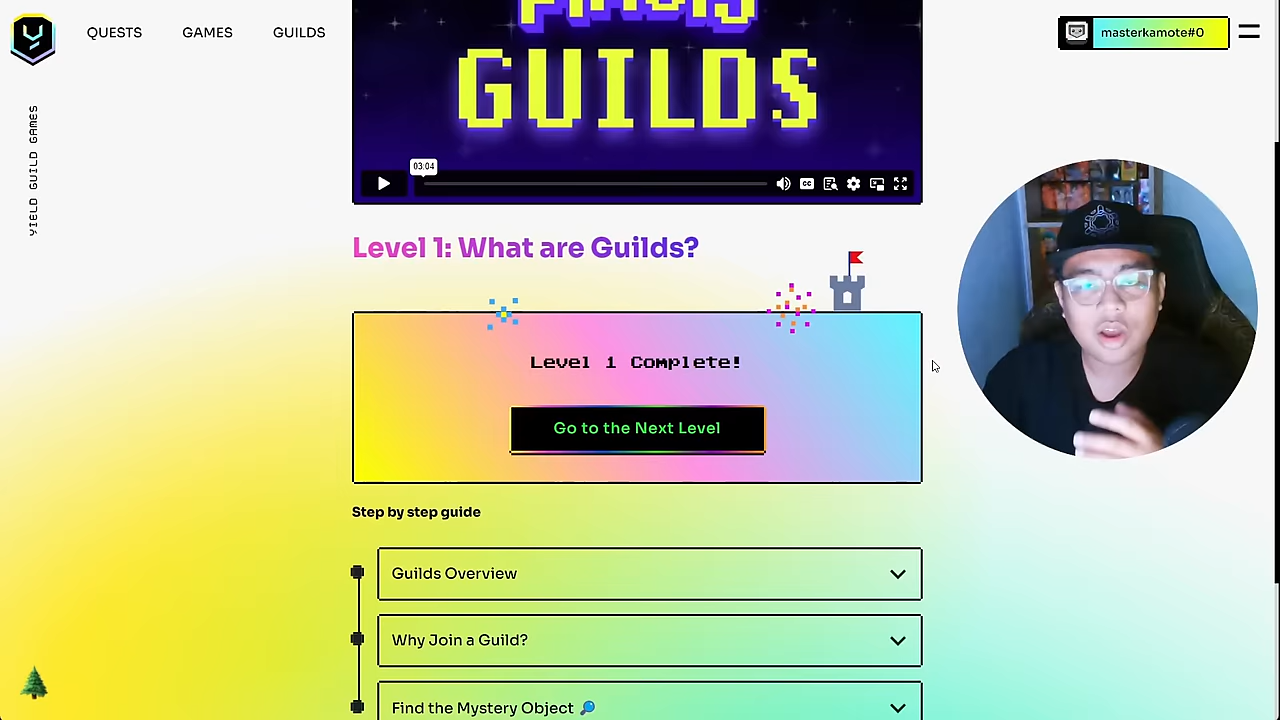 QUESTS
GAMES
GUILDS
masterkamote#0
YIELD GUILD GAMES
GUILDS
03:04
CC
Level 1: What are Guilds?
Level 1 Complete!
Go to the Next Level
Step by step guide
Guilds Overview
Why Join a Guild?
Find the Mystery Object